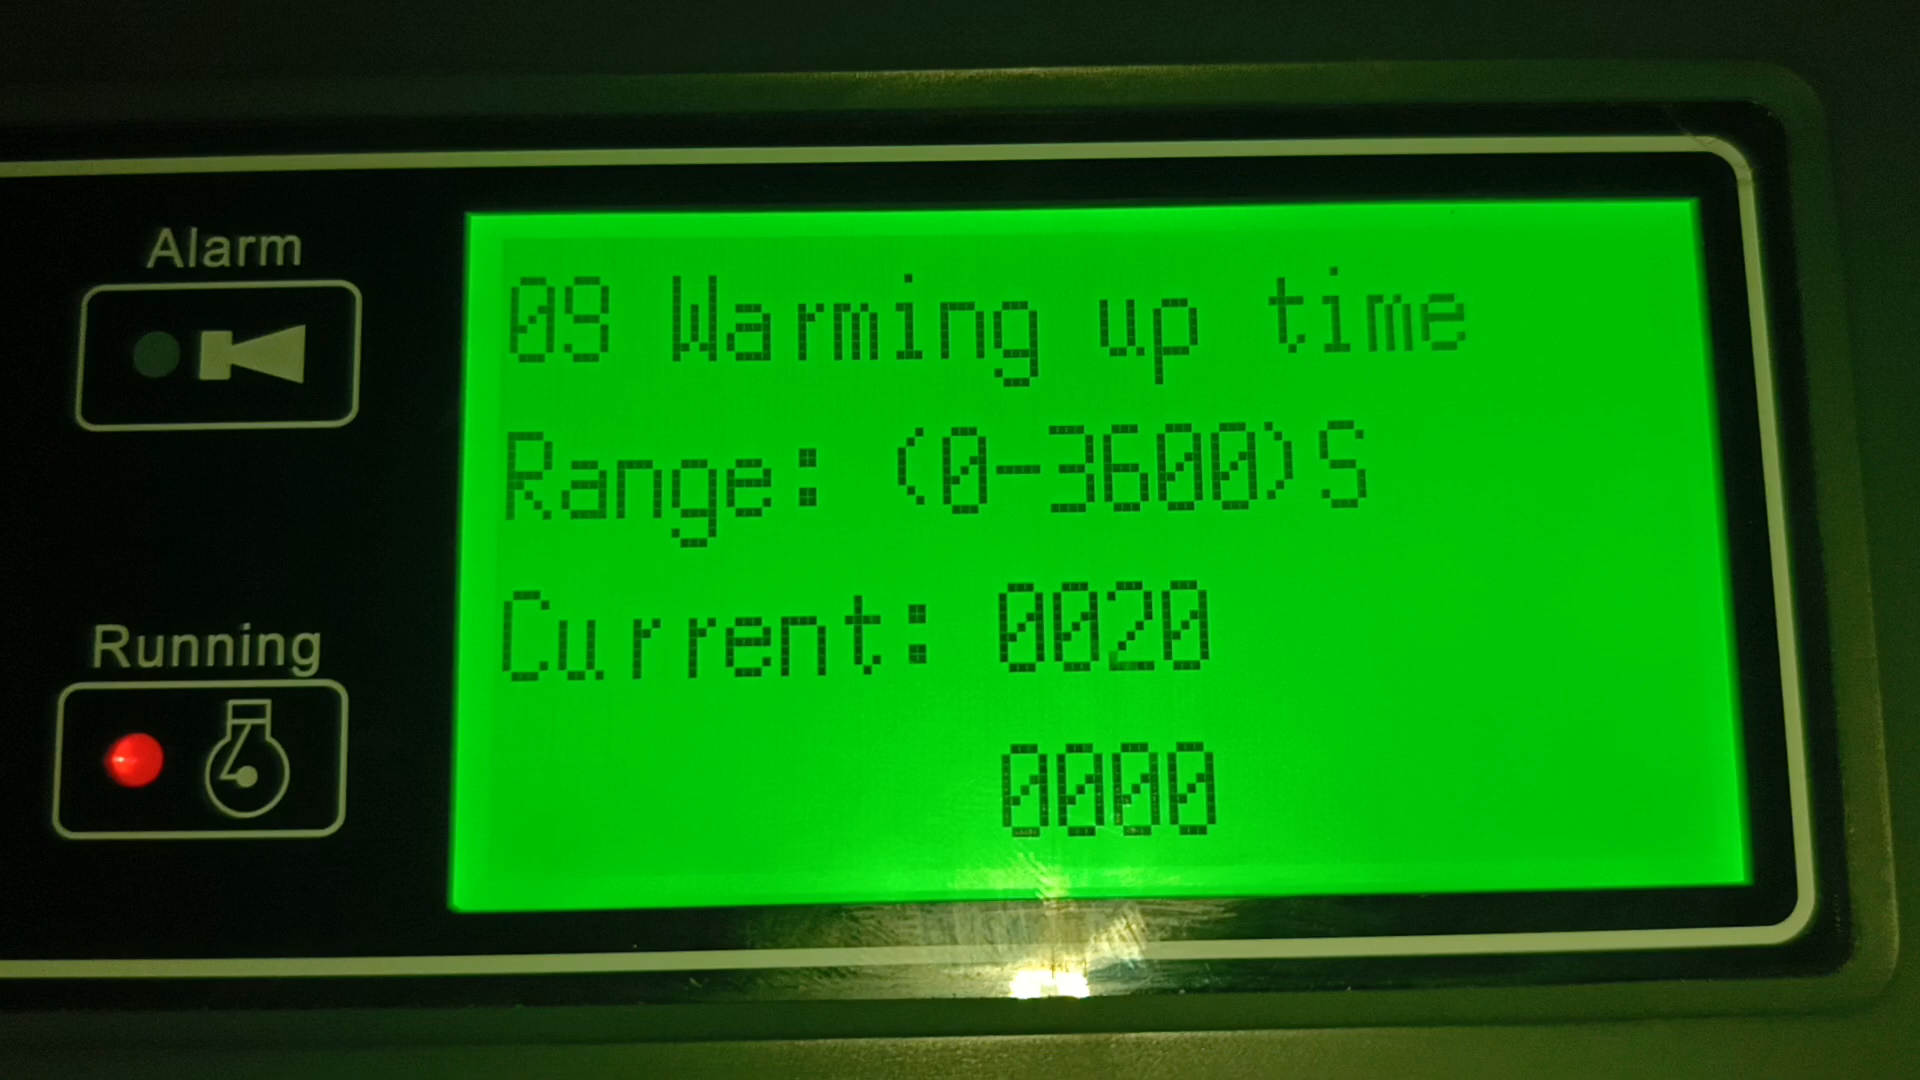 Alarm
Running
09 Warming up time
Range: (0-3600)S
Current: 0020
0000